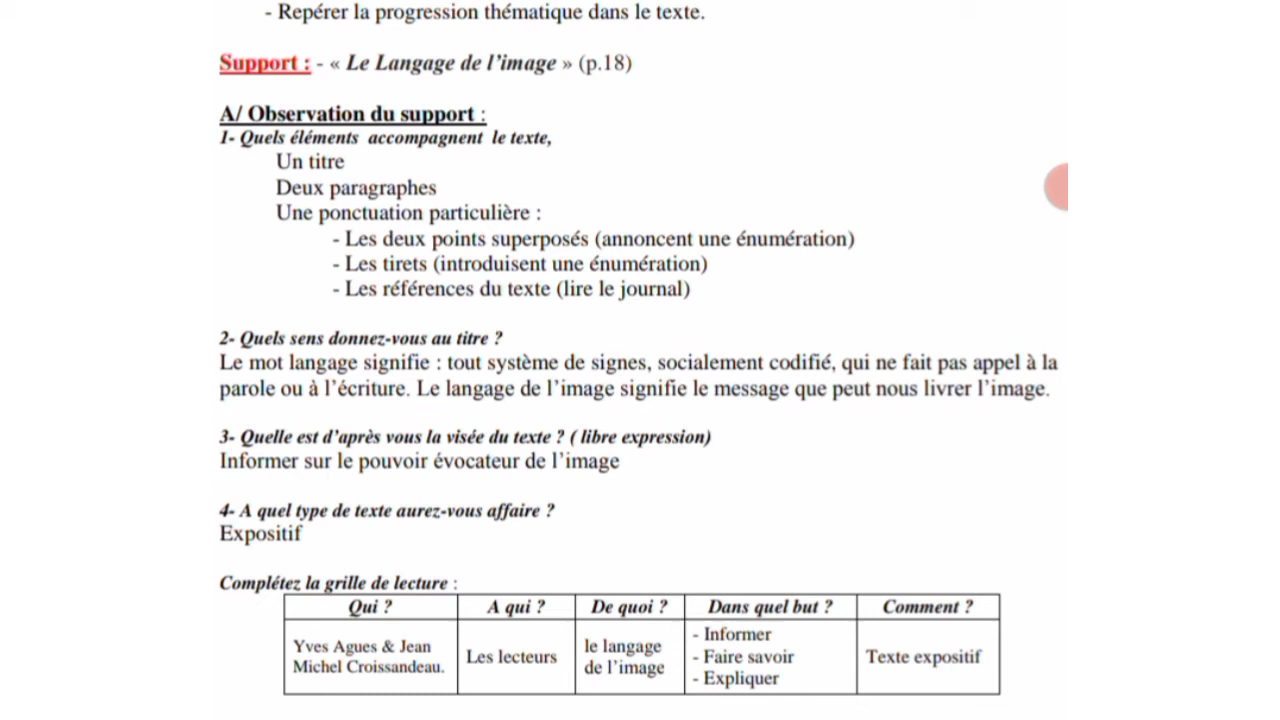 - Repérer la progression thématique dans le texte.
Support : - « Le Langage de l'image » (p.18)
A/ Observation du support :
1- Quels éléments accompagnent le texte,
Un titre
Deux paragraphes
Une ponctuation particulière :
- Les deux points superposés (annoncent une énumération)
- Les tirets (introduisent une énumération)
- Les références du texte (lire le journal)
2- Quels sens donnez-vous au titre ?
Le mot langage signifie : tout système de signes, socialement codifié, qui ne fait pas appel à la
parole ou à l'écriture. Le langage de l'image signifie le message que peut nous livrer l'image.
3- Quelle est d'après vous la visée du texte ? ( libre expression)
Informer sur le pouvoir évocateur de l'image
4- A quel type de texte aurez-vous affaire ?
Expositif
Complétez la grille de lecture :
Qui ? A qui ? De quoi ? Dans quel but ? Comment ?
Yves Agues & Jean
Michel Croissandeau.
Les lecteurs
le langage
de l'image
- Informer
- Faire savoir
- Expliquer
Texte expositif